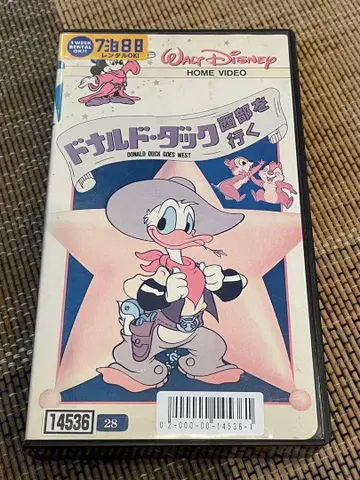 1 WEEK
RENTAL
OK!!
7泊8日
レンタルOK!
WALT DISNEY
HOME VIDEO
ドナルド・ダック西部を行く
DONALD DUCK GOES WEST
14536
28
02-000-00-14536-1